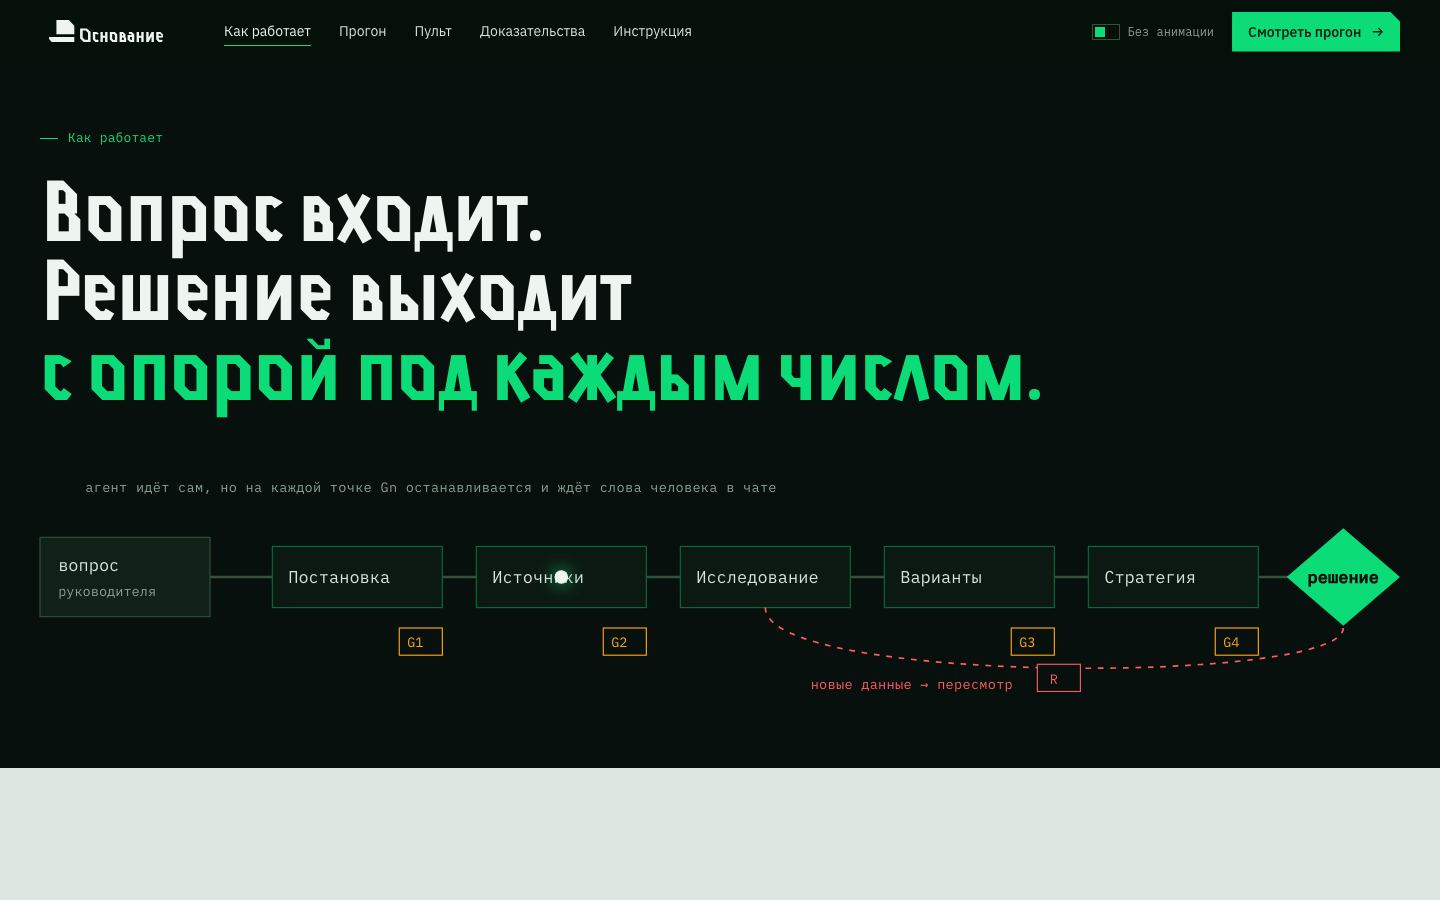 Основание
Как работает
Прогон
Пульт
Доказательства
Инструкция
Без анимации
Смотреть прогон →
Как работает
Вопрос входит.
Решение выходит
с опорой под каждым числом.
агент идёт сам, но на каждой точке Gn останавливается и ждёт слова человека в чате
вопрос
руководителя
Постановка
Источники
Исследование
Варианты
Стратегия
решение
G1
G2
G3
G4
новые данные → пересмотр
R